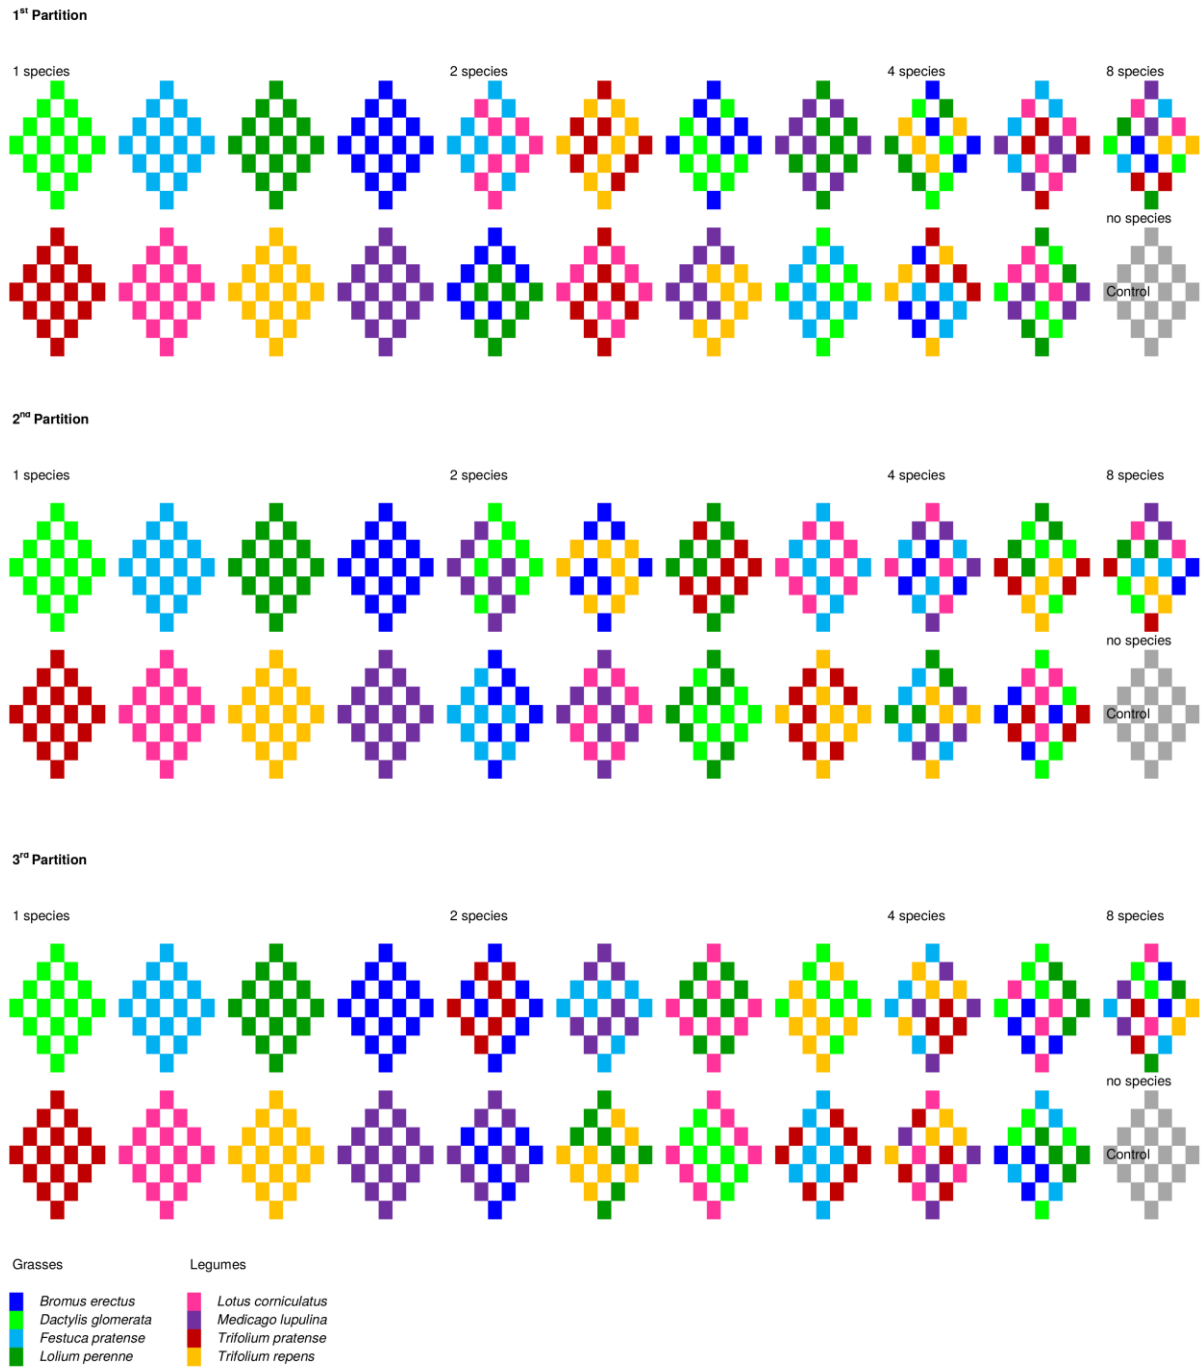 1st Partition
1 species 2 species 4 species 8 species
no species
Control
2nd Partition
1 species 2 species 4 species 8 species
no species
Control
3rd Partition
1 species 2 species 4 species 8 species
no species
Control
Grasses Legumes
Bromus erectus Lotus corniculatus
Dactylis glomerata Medicago lupulina
Festuca pratense Trifolium pratense
Lolium perenne Trifolium repens